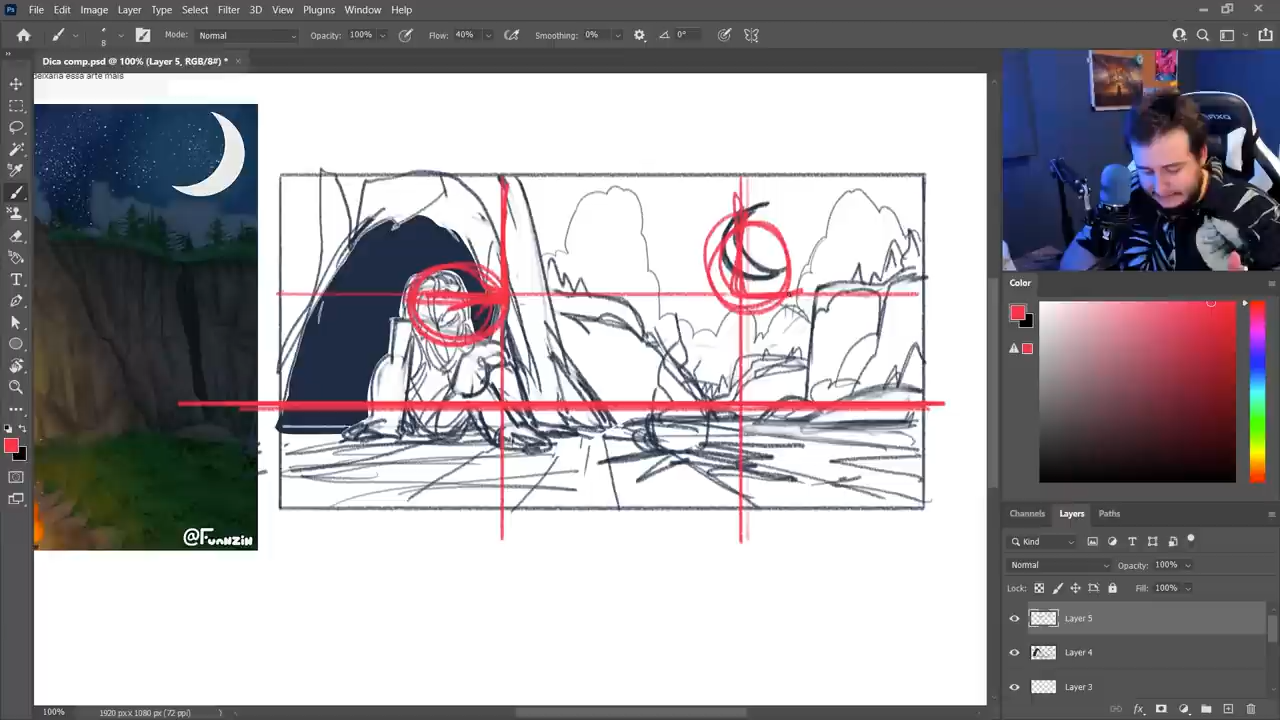 File Edit Image Layer Type Select Filter 3D View Plugins Window Help
8 Mode: Normal Opacity: 100% Flow: 40% Smoothing: 0% 0°
Dica comp.psd @ 100% (Layer 5, RGB/8#) *
deixaria essa arte mais
@FuanZin
Color
Channels Layers Paths
Kind
Normal Opacity: 100%
Lock: Fill: 100%
Layer 5
Layer 4
Layer 3
100% 1920 px x 1080 px (72 ppi)